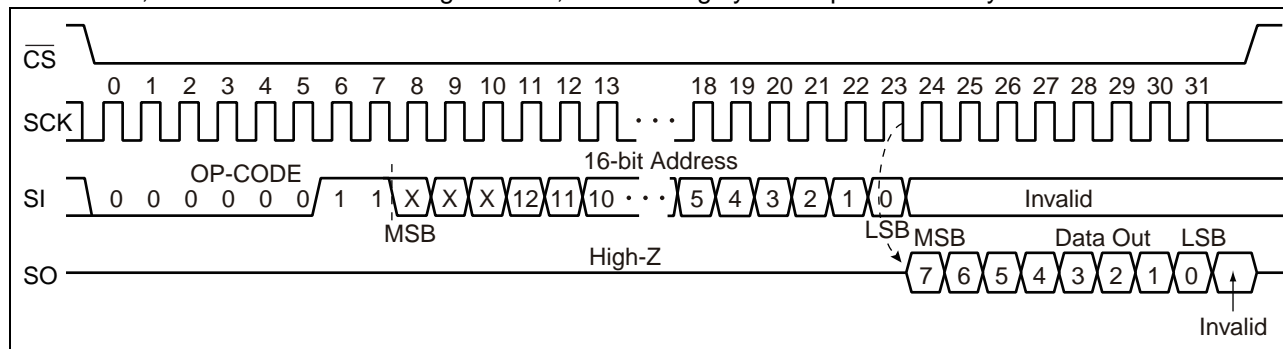 CS
0 1 2 3 4 5 6 7 8 9 10 11 12 13 18 19 20 21 22 23 24 25 26 27 28 29 30 31
SCK
OP-CODE 16-bit Address
SI 0 0 0 0 0 0 1 1 X X X 12 11 10 ··· 5 4 3 2 1 0 Invalid
MSB LSB MSB Data Out LSB
High-Z
SO 7 6 5 4 3 2 1 0
Invalid